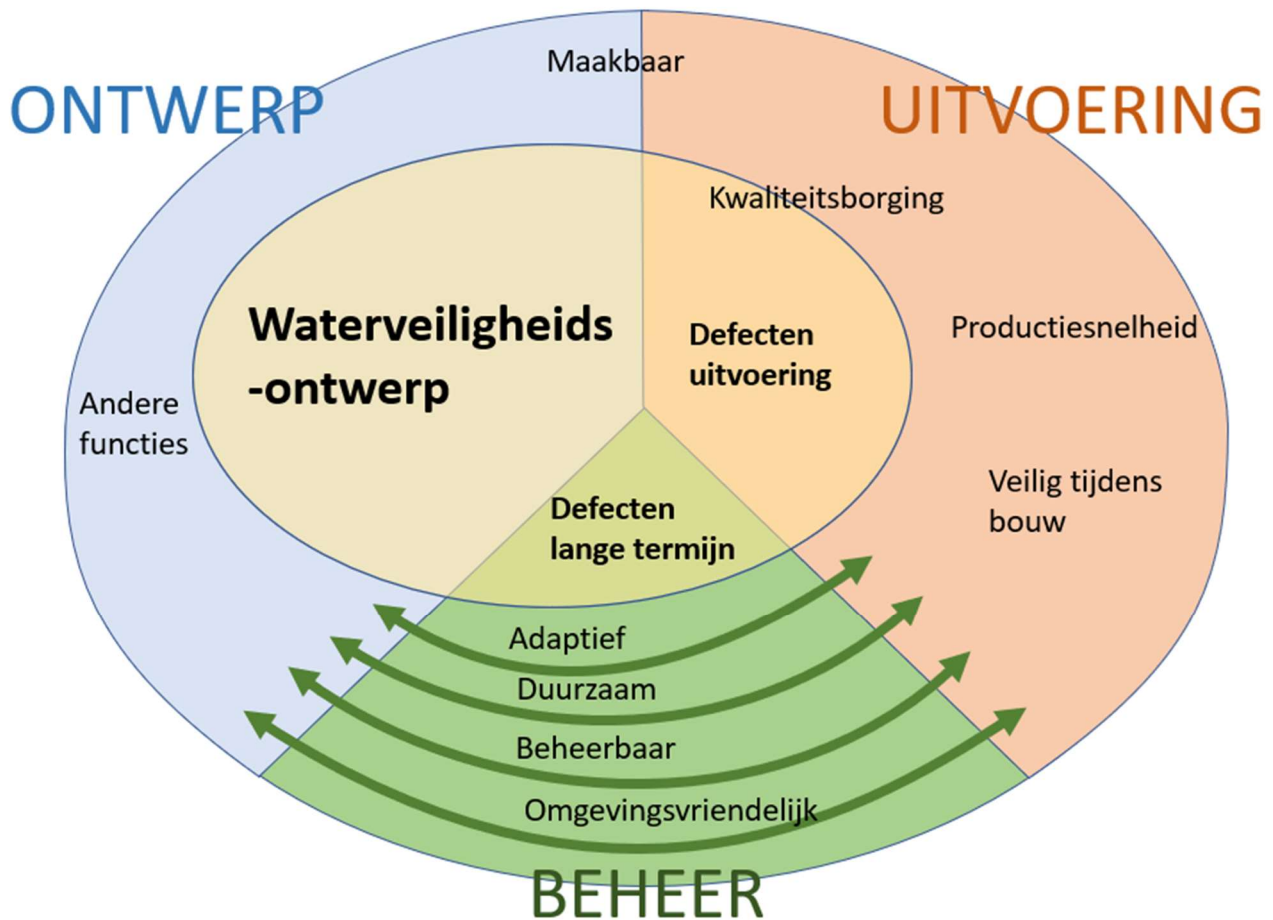 Maakbaar
ONTWERP
UITVOERING
Kwaliteitsborging
Waterveiligheids
-ontwerp
Defecten
uitvoering
Productiesnelheid
Andere
functies
Veilig tijdens
bouw
Defecten
lange termijn
Adaptief
Duurzaam
Beheerbaar
Omgevingsvriendelijk
BEHEER